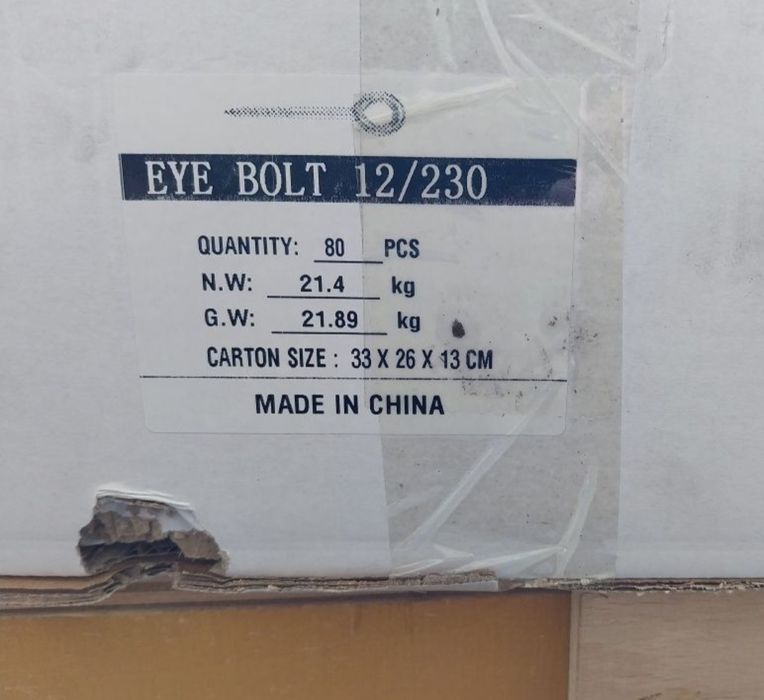 EYE BOLT 12/230
QUANTITY: 80 PCS
N.W: 21.4 kg
G.W: 21.89 kg
CARTON SIZE : 33 X 26 X 13 CM
MADE IN CHINA